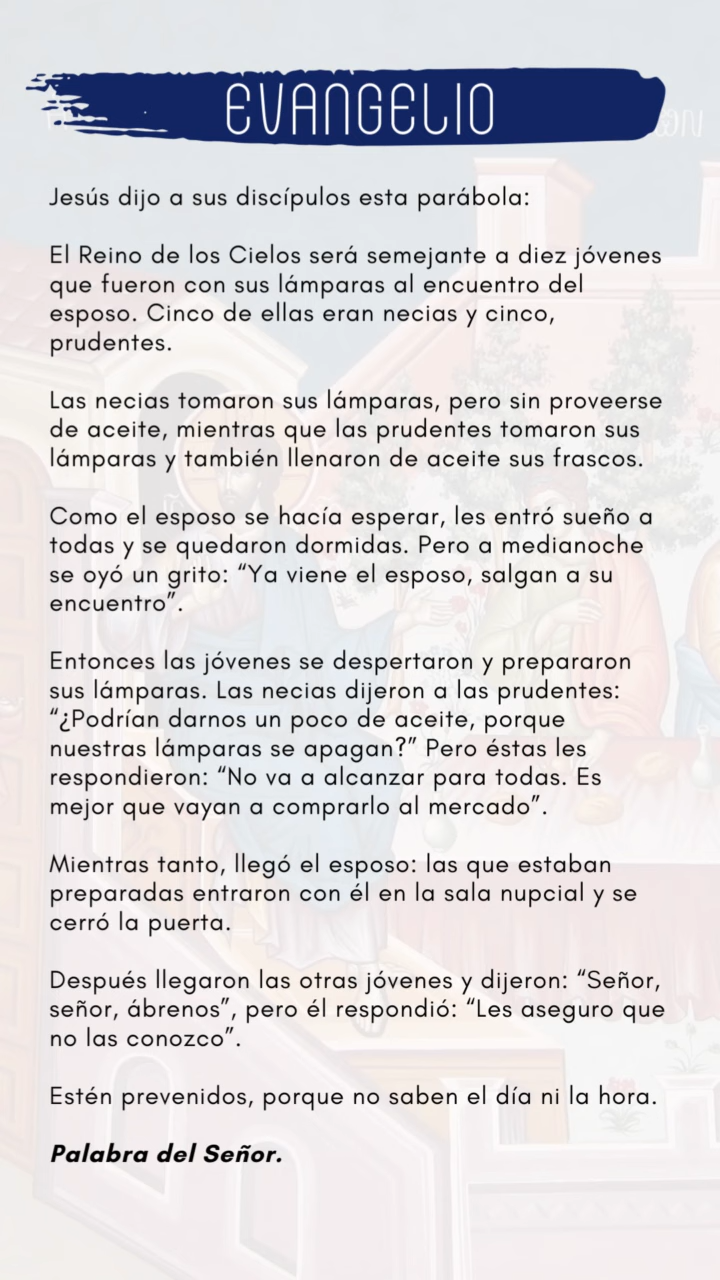 EVANGELIO
Jesús dijo a sus discípulos esta parábola:
El Reino de los Cielos será semejante a diez jóvenes
que fueron con sus lámparas al encuentro del
esposo. Cinco de ellas eran necias y cinco,
prudentes.
Las necias tomaron sus lámparas, pero sin proveerse
de aceite, mientras que las prudentes tomaron sus
lámparas y también llenaron de aceite sus frascos.
Como el esposo se hacía esperar, les entró sueño a
todas y se quedaron dormidas. Pero a medianoche
se oyó un grito: “Ya viene el esposo, salgan a su
encuentro”.
Entonces las jóvenes se despertaron y prepararon
sus lámparas. Las necias dijeron a las prudentes:
“¿Podrían darnos un poco de aceite, porque
nuestras lámparas se apagan?” Pero éstas les
respondieron: “No va a alcanzar para todas. Es
mejor que vayan a comprarlo al mercado”.
Mientras tanto, llegó el esposo: las que estaban
preparadas entraron con él en la sala nupcial y se
cerró la puerta.
Después llegaron las otras jóvenes y dijeron: “Señor,
señor, ábrenos”, pero él respondió: “Les aseguro que
no las conozco”.
Estén prevenidos, porque no saben el día ni la hora.
Palabra del Señor.